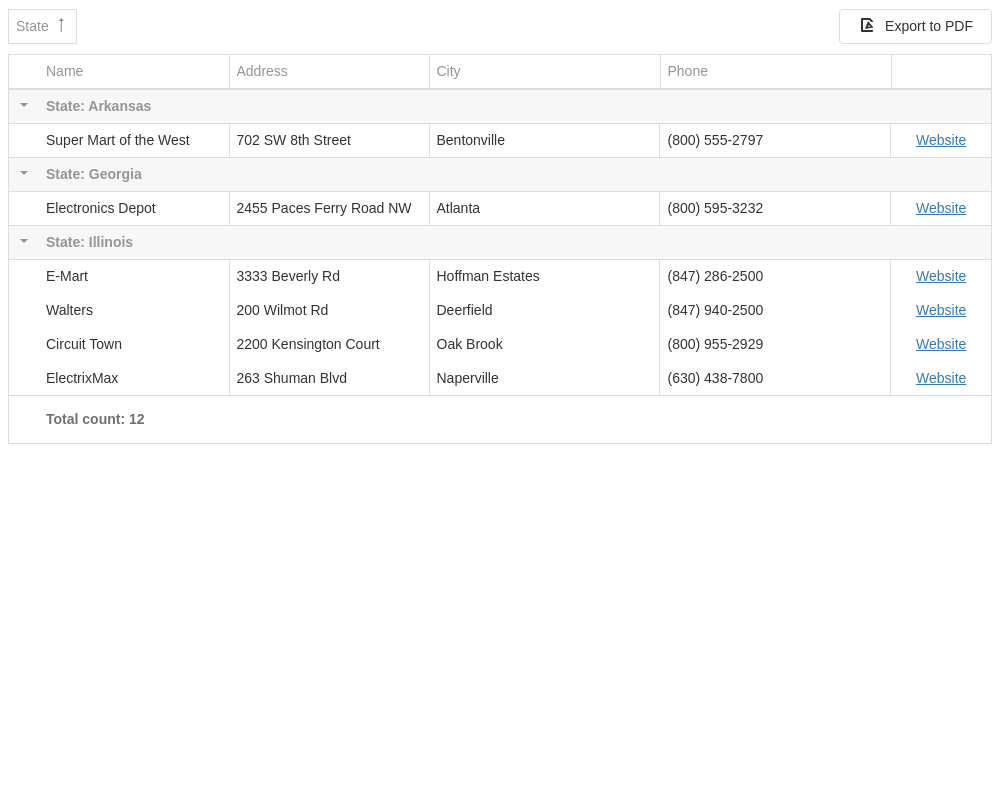 State
Export to PDF
Name Address City Phone
State: Arkansas
Super Mart of the West 702 SW 8th Street Bentonville (800) 555-2797 Website
State: Georgia
Electronics Depot 2455 Paces Ferry Road NW Atlanta (800) 595-3232 Website
State: Illinois
E-Mart 3333 Beverly Rd Hoffman Estates (847) 286-2500 Website
Walters 200 Wilmot Rd Deerfield (847) 940-2500 Website
Circuit Town 2200 Kensington Court Oak Brook (800) 955-2929 Website
ElectrixMax 263 Shuman Blvd Naperville (630) 438-7800 Website
Total count: 12